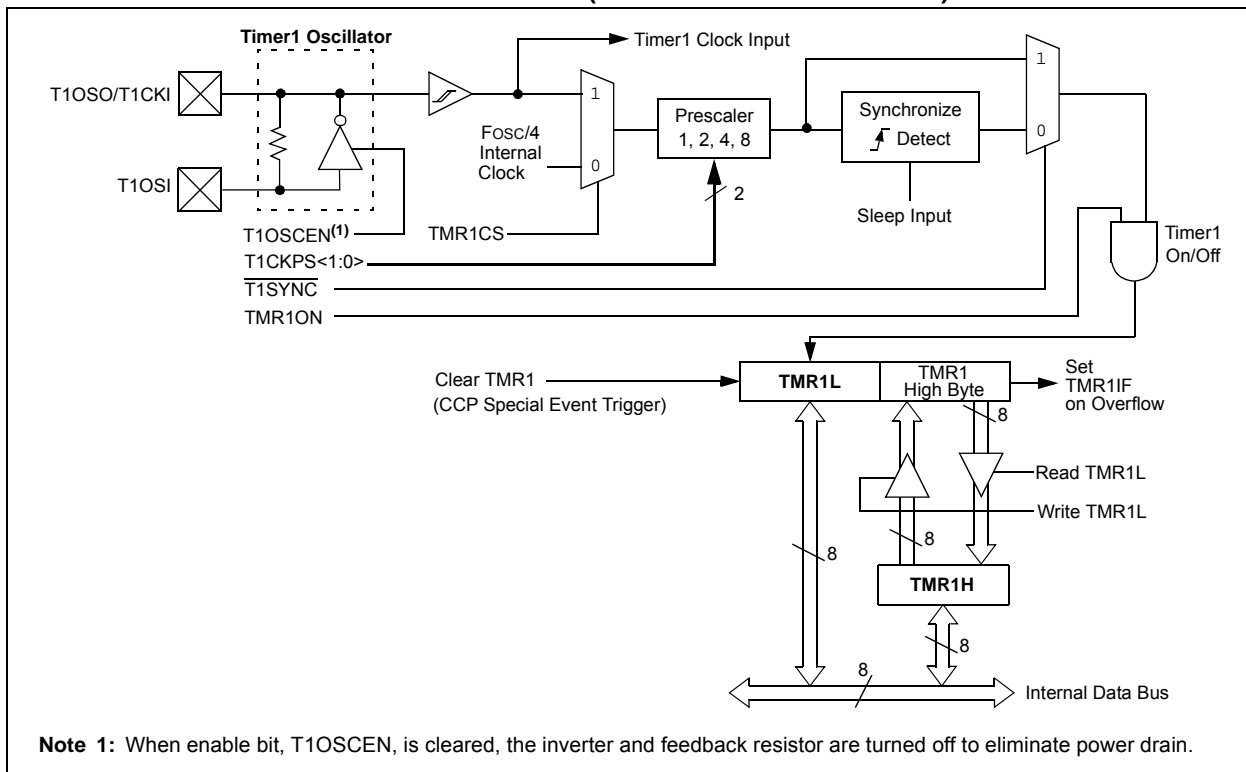 Timer1 Oscillator
Timer1 Clock Input
T1OSO/T1CKI
1
1
FOSC/4
Internal
Clock
0
Prescaler
1, 2, 4, 8
Synchronize
Detect
0
T1OSI
2
Sleep Input
T1OSCEN(1)
TMR1CS
Timer1
On/Off
T1CKPS<1:0>
T1SYNC
TMR1ON
Clear TMR1
(CCP Special Event Trigger)
TMR1L
TMR1
High Byte
Set
TMR1IF
on Overflow
8
Read TMR1L
Write TMR1L
8
8
TMR1H
8
8
Internal Data Bus
Note 1: When enable bit, T1OSCEN, is cleared, the inverter and feedback resistor are turned off to eliminate power drain.